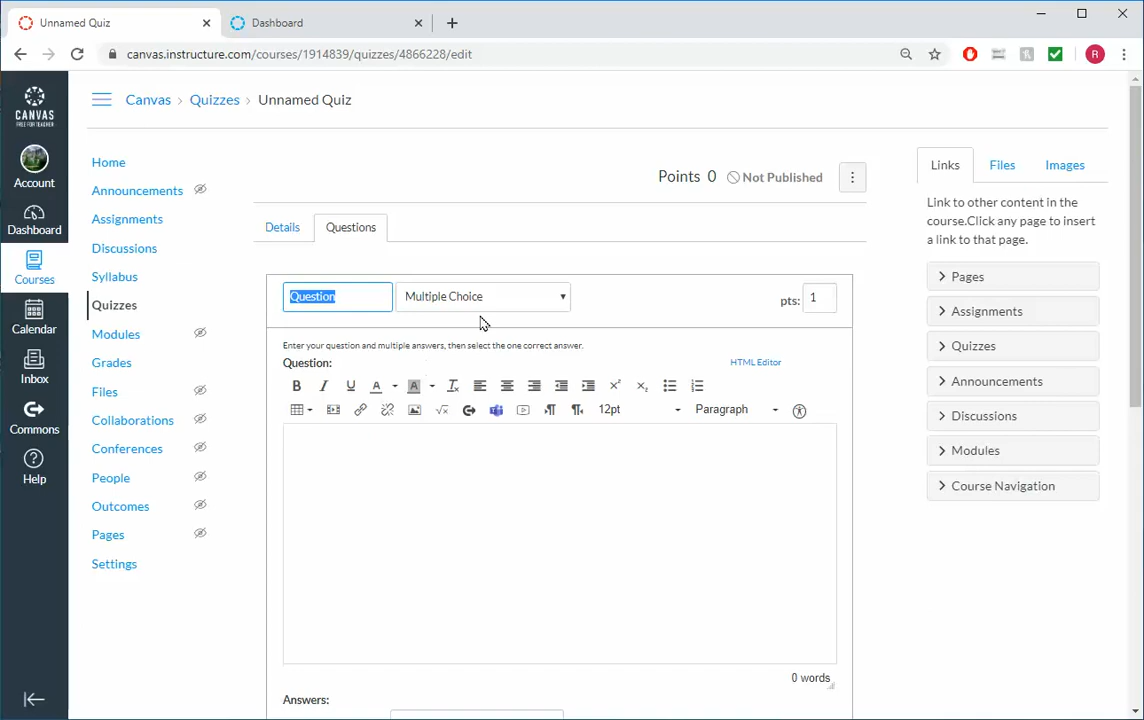 Unnamed Quiz
Dashboard
canvas.instructure.com/courses/1914839/quizzes/4866228/edit
R
CANVAS
FREE FOR TEACHER
Account
Dashboard
Courses
Calendar
Inbox
Commons
Help
Canvas > Quizzes > Unnamed Quiz
Home
Announcements
Assignments
Discussions
Syllabus
Quizzes
Modules
Grades
Files
Collaborations
Conferences
People
Outcomes
Pages
Settings
Points 0 Not Published
Details
Questions
Question
Multiple Choice
pts: 1
Enter your question and multiple answers, then select the one correct answer.
Question:
HTML Editor
12pt
Paragraph
0 words
Answers:
Links
Files
Images
Link to other content in the
course.Click any page to insert
a link to that page.
Pages
Assignments
Quizzes
Announcements
Discussions
Modules
Course Navigation